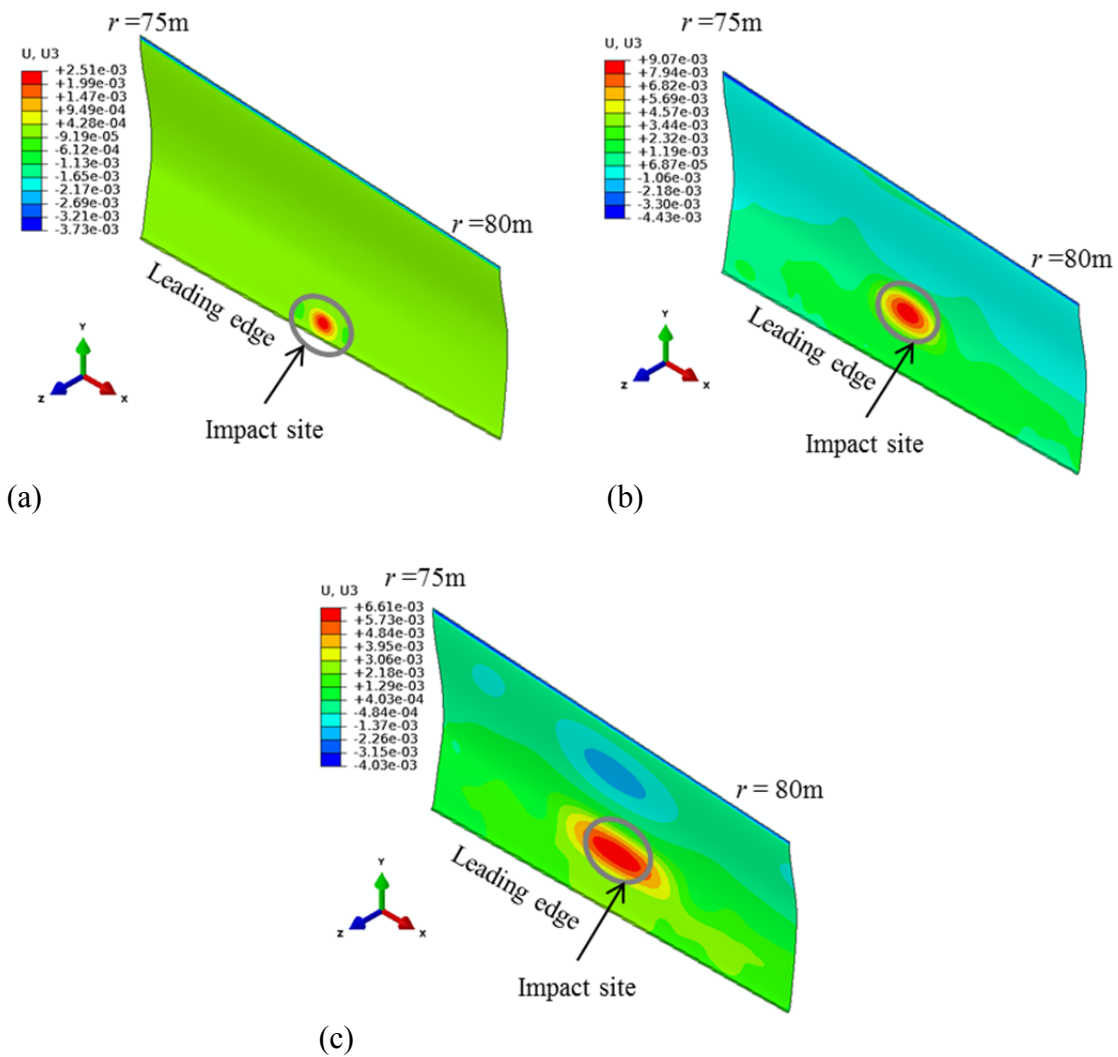 r =75m
U, U3
+2.51e-03
+1.99e-03
+1.47e-03
+9.49e-04
+4.28e-04
-9.19e-05
-6.12e-04
-1.13e-03
-1.65e-03
-2.17e-03
-2.69e-03
-3.21e-03
-3.73e-03
r =80m
Leading edge
Impact site
Y
Z
X
(a)
r =75m
U, U3
+9.07e-03
+7.94e-03
+6.82e-03
+5.69e-03
+4.57e-03
+3.44e-03
+2.32e-03
+1.19e-03
+6.87e-05
-1.06e-03
-2.18e-03
-3.30e-03
-4.43e-03
r =80m
Leading edge
Impact site
Y
Z
X
(b)
r =75m
U, U3
+6.61e-03
+5.73e-03
+4.84e-03
+3.95e-03
+3.06e-03
+2.18e-03
+1.29e-03
+4.03e-04
-4.84e-04
-1.37e-03
-2.26e-03
-3.15e-03
-4.03e-03
r = 80m
Leading edge
Impact site
Y
Z
X
(c)